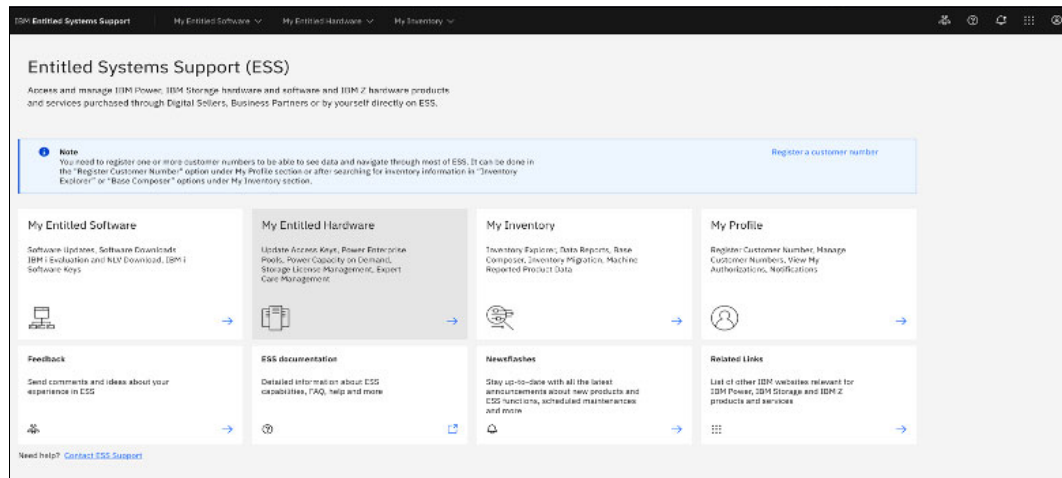 IBM Entitled Systems Support
My Entitled Software
My Entitled Hardware
My Inventory
Entitled Systems Support (ESS)
Access and manage IBM Power, IBM Storage hardware and software and IBM Z hardware products
and services purchased through Digital Sellers, Business Partners or by yourself directly on ESS.
Note
You need to register one or more customer numbers to be able to see data and navigate through most of ESS. It can be done in
the "Register Customer Number" option under My Profile section or after searching for inventory information in "Inventory
Explorer" or "Base Composer" options under My Inventory section.
Register a customer number
My Entitled Software
Software Updates, Software Downloads
IBM i Evaluation and NLV Download, IBM i
Software Keys
My Entitled Hardware
Update Access Keys, Power Enterprise
Pools, Power Capacity on Demand,
Storage License Management, Expert
Care Management
My Inventory
Inventory Explorer, Data Reports, Base
Composer, Inventory Migration, Machine
Reported Product Data
My Profile
Register Customer Number, Manage
Customer Numbers, View My
Authorizations, Notifications
Feedback
Send comments and ideas about your
experience in ESS
ESS documentation
Detailed information about ESS
capabilities, FAQ, help and more
Newsflashes
Stay up-to-date with all the latest
announcements about new products and
ESS functions, scheduled maintenances
and more
Related Links
List of other IBM websites relevant for
IBM Power, IBM Storage and IBM Z
products and services
Need help? Contact ESS Support